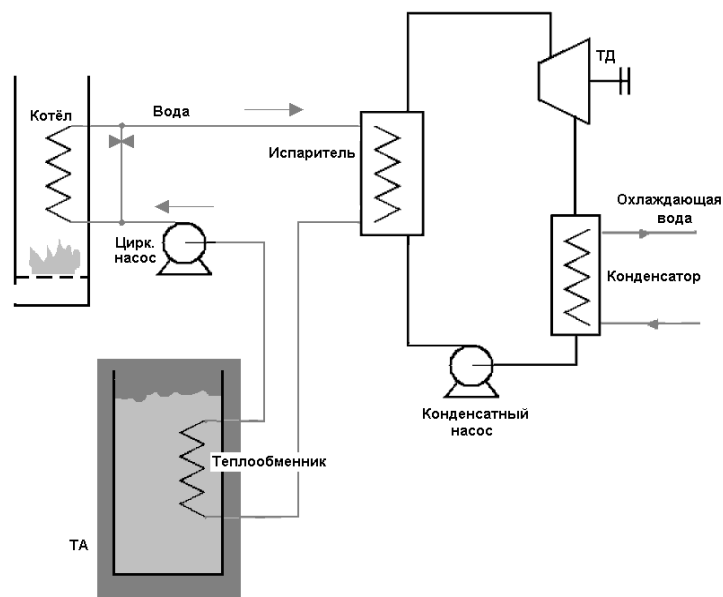 ТД
Котёл
Вода
Испаритель
Охлаждающая
вода
Цирк.
насос
Конденсатор
Конденсатный
насос
Теплообменник
ТА